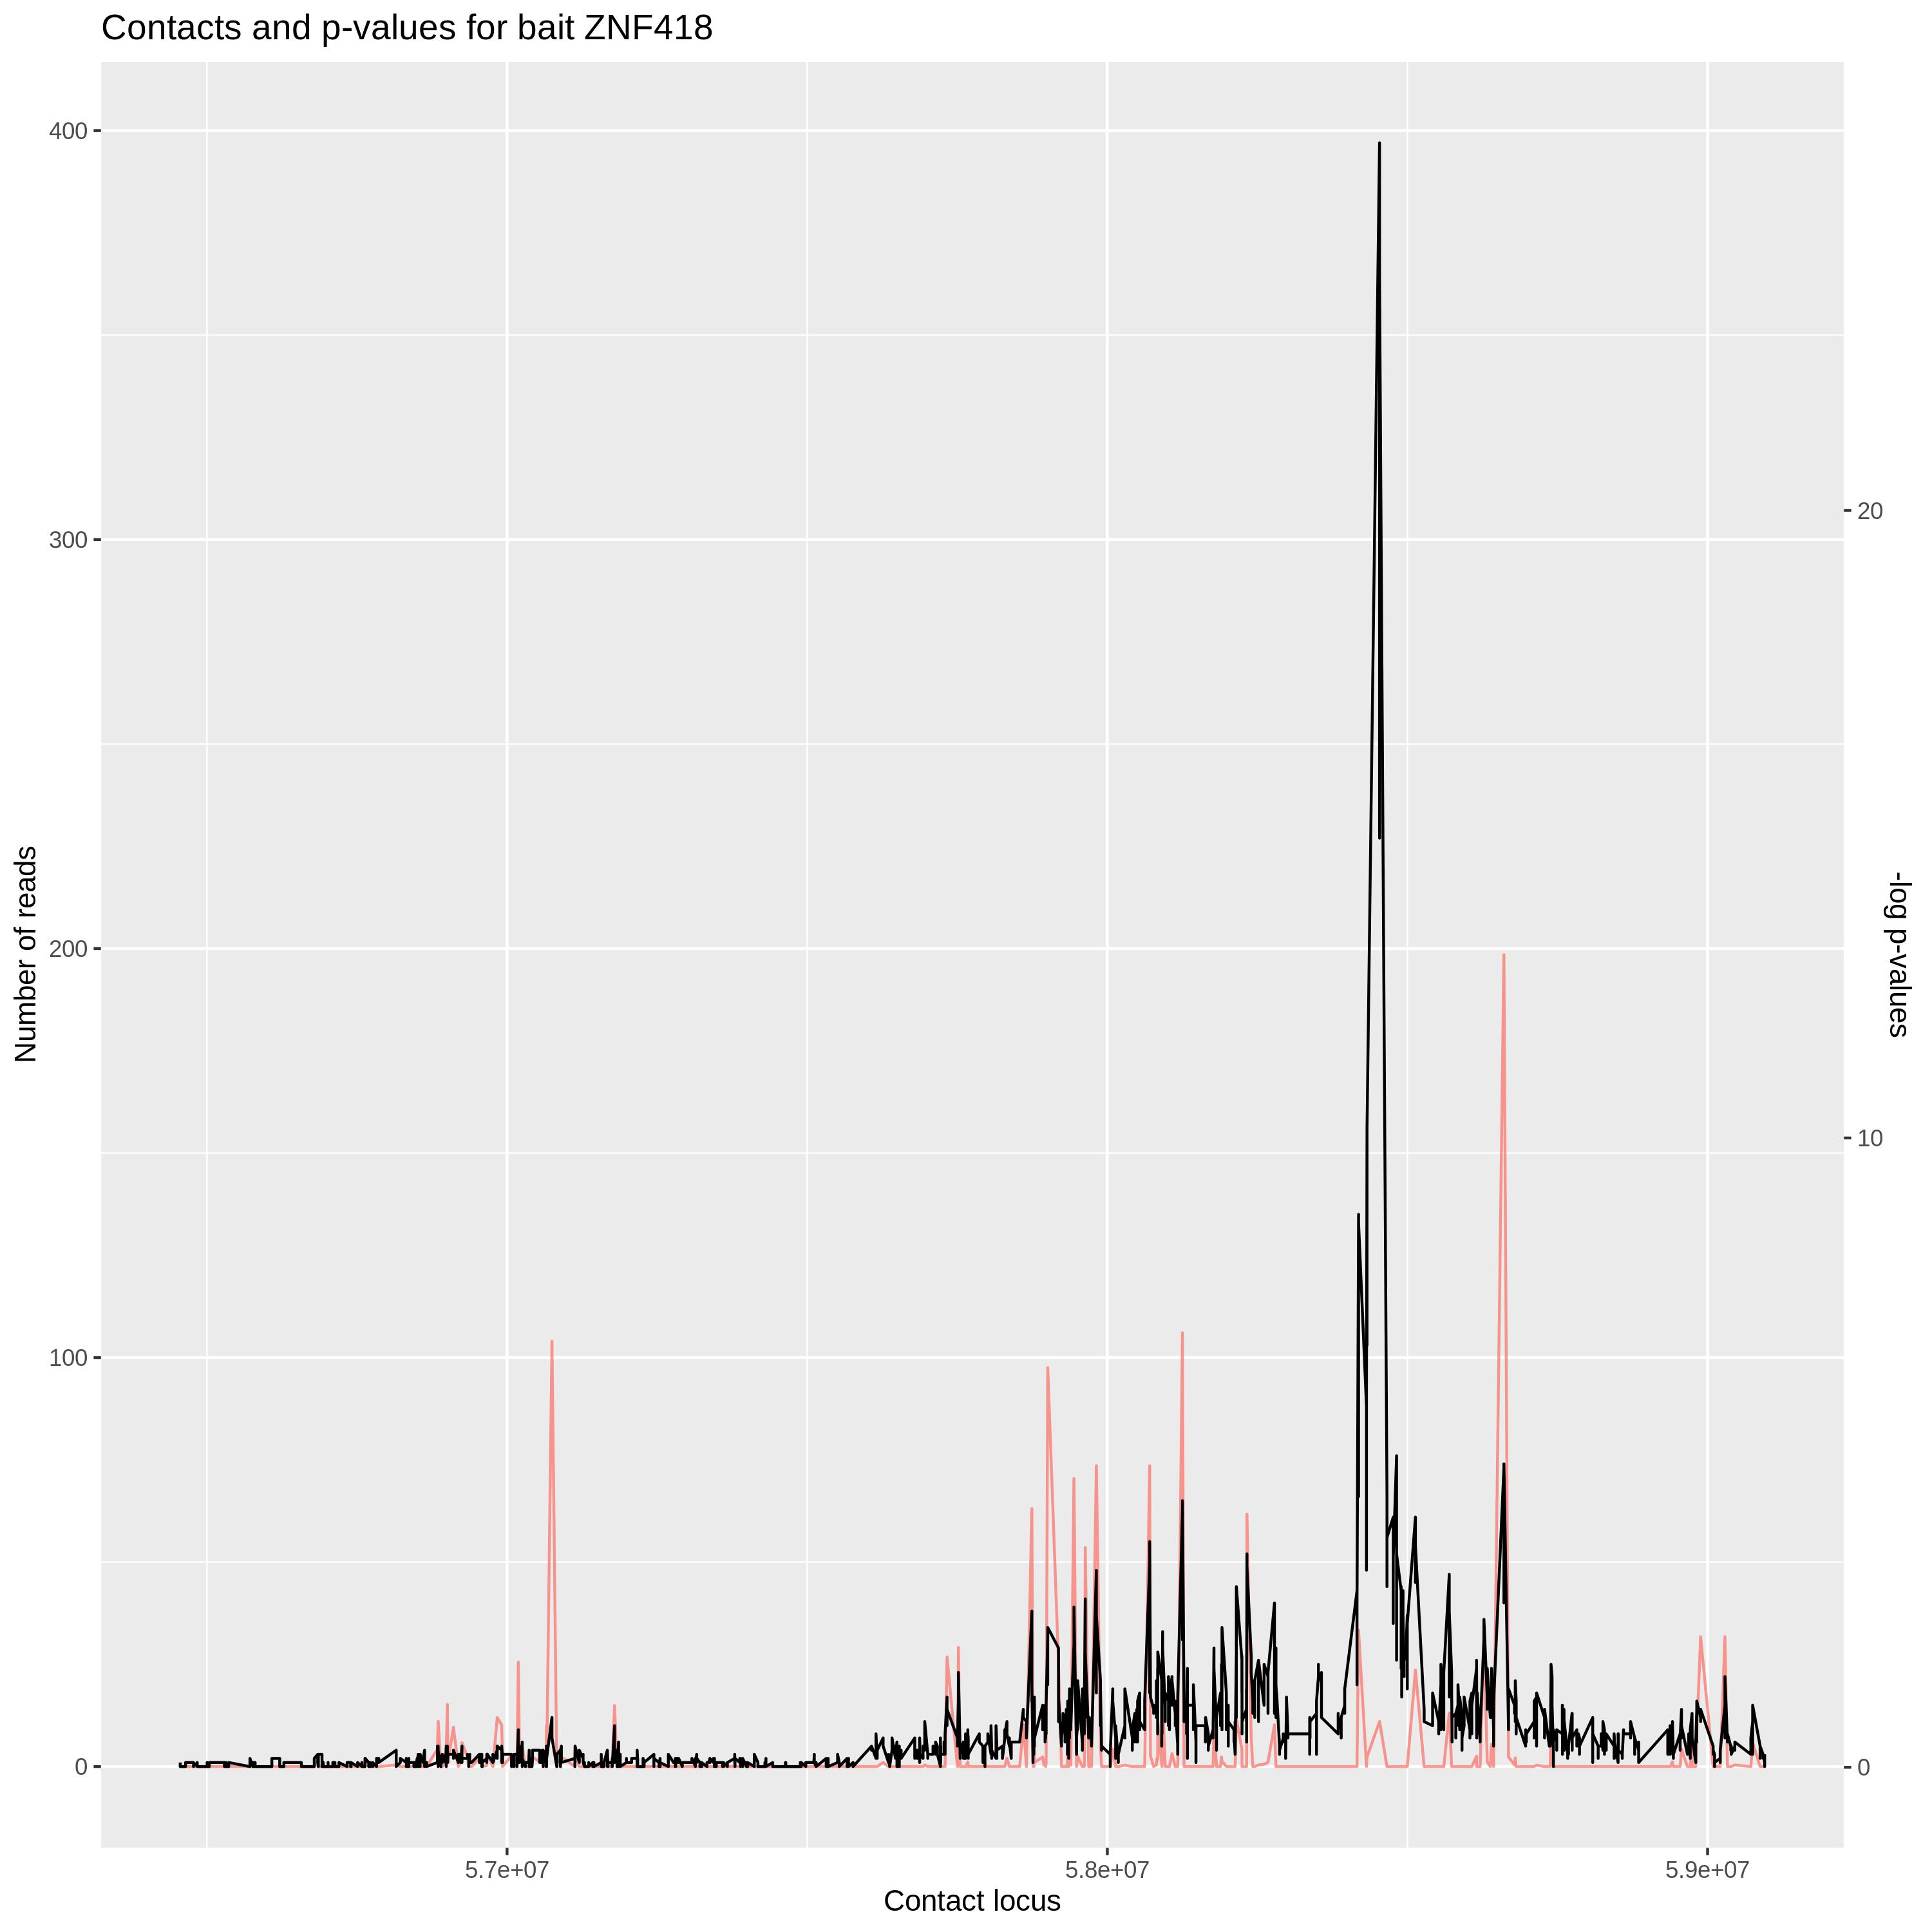 Contacts and p-values for bait ZNF418
400
300
200
100
0
Number of reads
20
10
0
-log p-values
5.7e+07
5.8e+07
5.9e+07
Contact locus